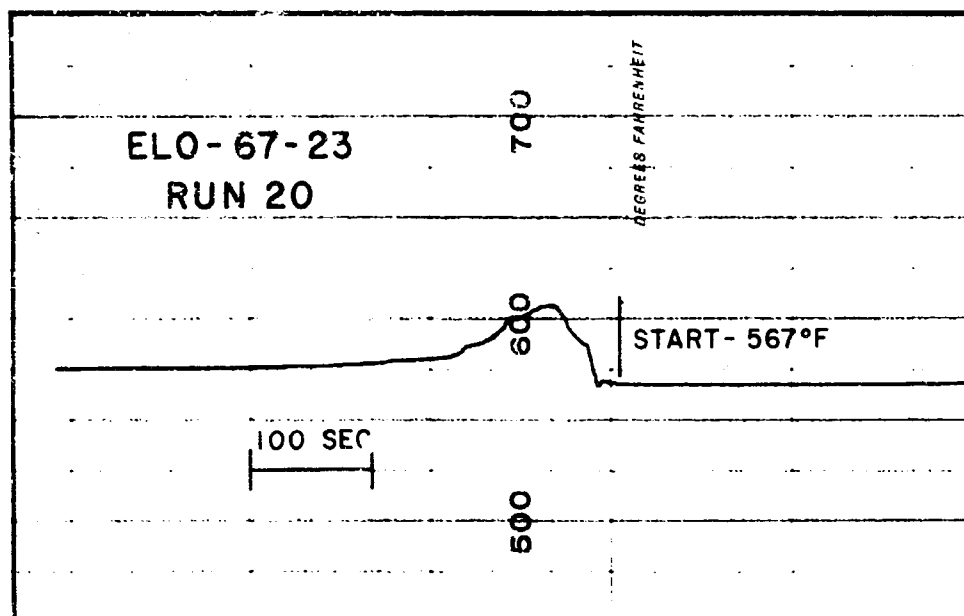 ELO-67-23
RUN 20
700
DEGREES FAHRENHEIT
600
START- 567°F
100 SEC
500